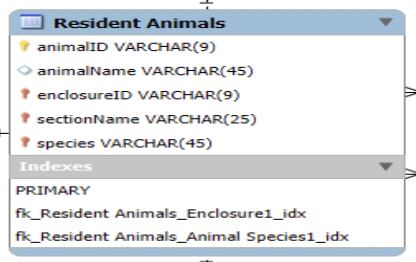 Resident Animals
animalID VARCHAR(9)
animalName VARCHAR(45)
enclosureID VARCHAR(9)
sectionName VARCHAR(25)
species VARCHAR(45)
Indexes
PRIMARY
fk_Resident Animals_Enclosure1_idx
fk_Resident Animals_Animal Species1_idx